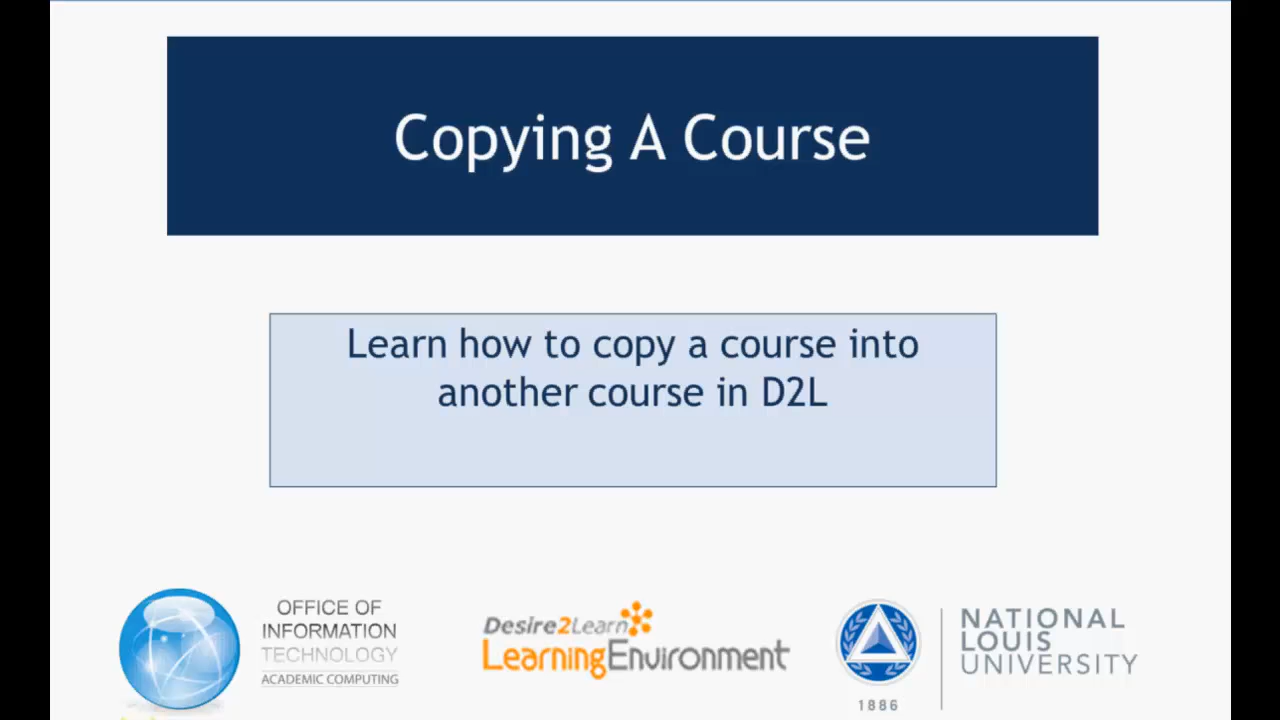 Copying A Course
Learn how to copy a course into
another course in D2L
OFFICE OF
INFORMATION
TECHNOLOGY
ACADEMIC COMPUTING
Desire2Learn
LearningEnvironment
1886
NATIONAL
LOUIS
UNIVERSITY